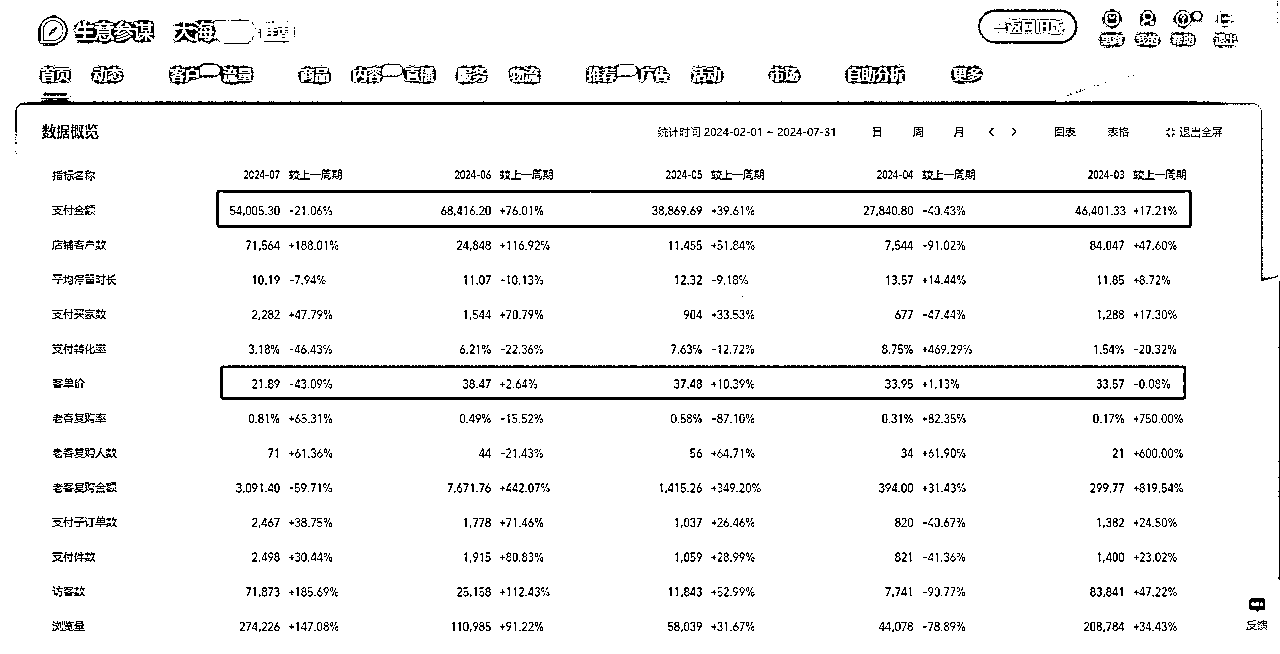 生意参谋 大海
返回旧版
帮助 退出
首页 动态 客户 流量 商品 内容 直播 服务 物流 推荐 广告 活动 市场 自助分析 更多
数据概览 统计时间 2024-02-01 ~ 2024-07-31 日 周 月 < > 图表 表格 退出全屏
指标名称 2024-07 较上一周期 2024-06 较上一周期 2024-05 较上一周期 2024-04 较上一周期 2024-03 较上一周期
支付金额 54,005.30 -21.06% 68,416.20 +76.01% 38,869.69 +39.61% 27,840.80 -40.43% 46,401.33 +17.21%
店铺客户数 71,564 +188.01% 24,848 +116.92% 11,455 +51.84% 7,544 -91.02% 84,047 +47.60%
平均停留时长 10.19 -7.94% 11.07 -10.13% 12.32 -9.18% 13.57 +14.44% 11.85 +8.72%
支付买家数 2,282 +47.79% 1,544 +70.79% 904 +33.53% 677 -47.44% 1,288 +17.30%
支付转化率 3.18% -46.43% 6.21% -22.36% 7.63% -12.72% 8.75% +469.29% 1.54% -20.32%
客单价 21.89 -43.09% 38.47 +2.64% 37.48 +10.39% 33.95 +1.13% 33.57 -0.08%
老客复购率 0.81% +65.31% 0.49% -15.52% 0.58% -87.10% 0.31% +82.35% 0.17% +750.00%
老客复购人数 71 +61.36% 44 -21.43% 56 +64.71% 34 +61.90% 21 +600.00%
老客复购金额 3,091.40 -59.71% 7,671.76 +442.07% 1,415.26 +349.20% 394.00 +31.43% 299.77 +819.54%
支付子订单数 2,467 +38.75% 1,778 +71.46% 1,037 +26.46% 820 -40.67% 1,382 +24.50%
支付件数 2,498 +30.44% 1,915 +80.83% 1,059 +28.99% 821 -41.36% 1,400 +23.02%
访客数 71,873 +185.69% 25,158 +112.43% 11,843 +52.99% 7,741 -90.77% 83,841 +47.22%
浏览量 274,226 +147.08% 110,985 +91.22% 58,039 +31.67% 44,078 -78.89% 208,784 +34.43%
反馈